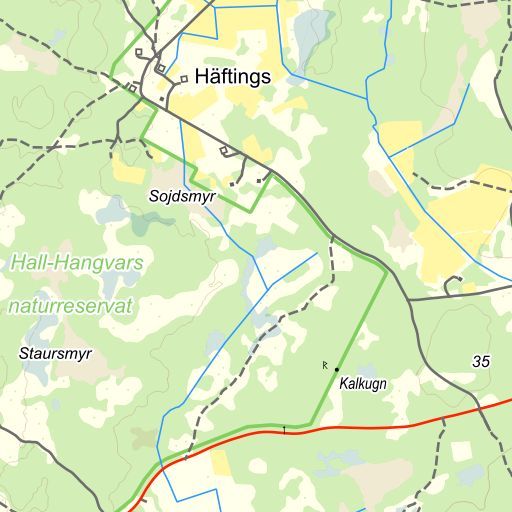 Häftings
Sojdsmyr
Hall-Hangvars
naturreservat
Staursmyr
35
R
Kalkugn